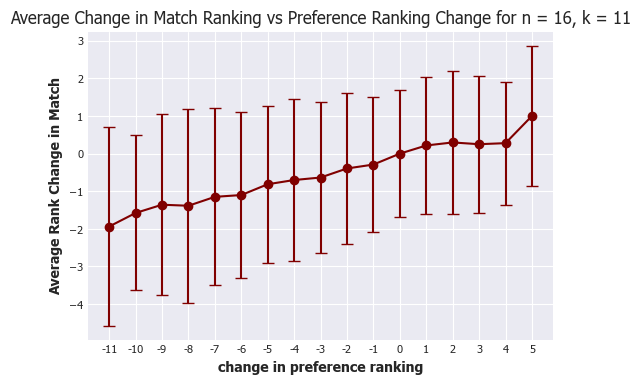 Average Change in Match Ranking vs Preference Ranking Change for n = 16, k = 11
Average Rank Change in Match
3
2
1
0
−1
−2
−3
−4
-11 -10 -9 -8 -7 -6 -5 -4 -3 -2 -1 0 1 2 3 4 5
change in preference ranking